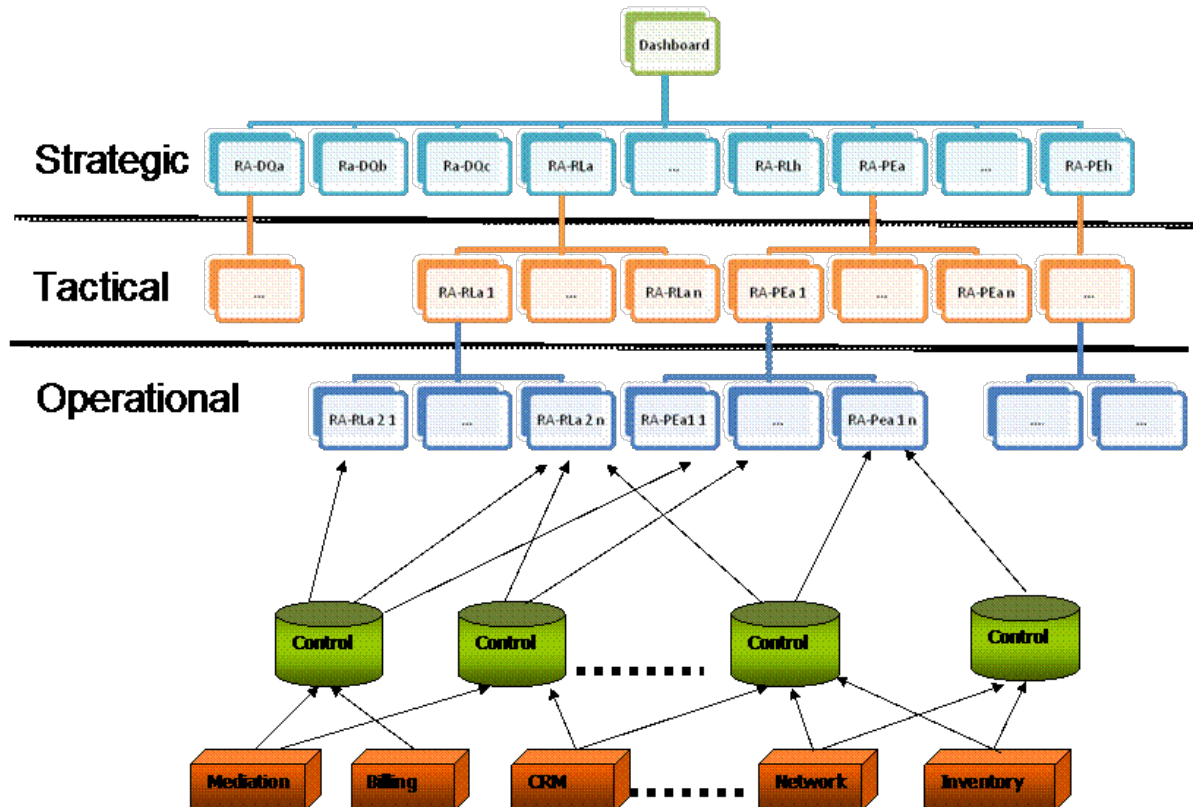 Dashboard
Strategic
RA-DQa
Ra-DQb
Ra-DQc
RA-RLa
...
RA-RLh
RA-PEa
...
RA-PEh
Tactical
...
RA-RLa 1
...
RA-RLa n
RA-PEa 1
...
RA-PEa n
...
Operational
RA-RLa 2 1
...
RA-RLa 2 n
RA-PEa1 1
...
RA-Pea 1 n
....
...
Control
Control
Control
Control
Mediation
Billing
CRM
Network
Inventory